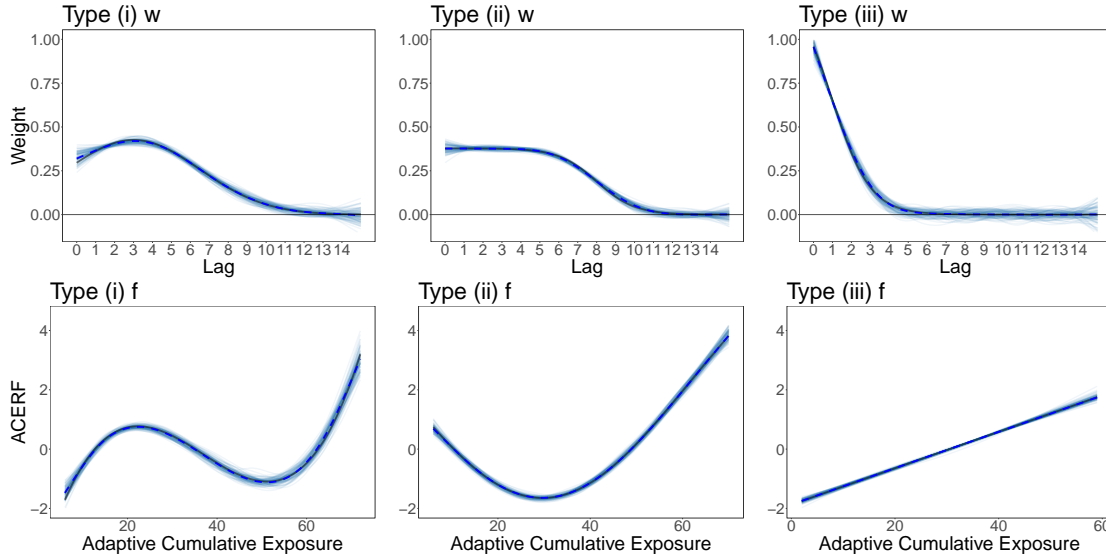 Type (i) w
Type (ii) w
Type (iii) w
Weight
1.00
0.75
0.50
0.25
0.00
0 1 2 3 4 5 6 7 8 9 10 11 12 13 14
Lag
1.00
0.75
0.50
0.25
0.00
0 1 2 3 4 5 6 7 8 9 10 11 12 13 14
Lag
1.00
0.75
0.50
0.25
0.00
0 1 2 3 4 5 6 7 8 9 10 11 12 13 14
Lag
Type (i) f
Type (ii) f
Type (iii) f
ACERF
4
2
0
−2
20 40 60
Adaptive Cumulative Exposure
4
2
0
−2
20 40 60
Adaptive Cumulative Exposure
4
2
0
−2
0 20 40 60
Adaptive Cumulative Exposure